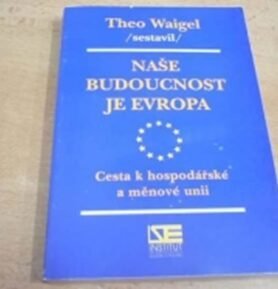 Theo Waigel
/sestavil/
NAŠE
BUDOUCNOST
JE EVROPA
Cesta k hospodářské
a měnové unii
INSTITUT